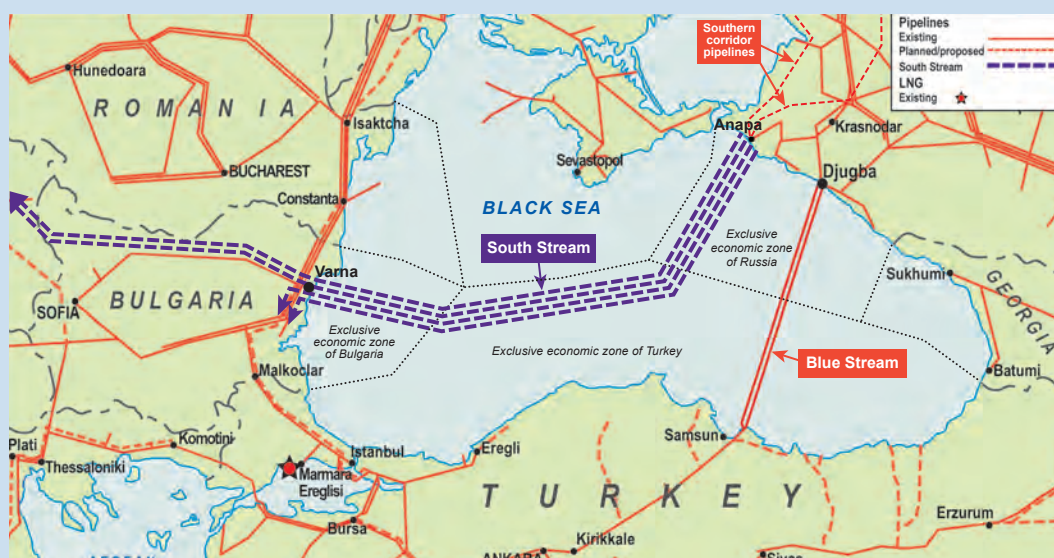 Pipelines
Existing
Planned/proposed
South Stream
LNG
Existing
Southern
corridor
pipelines
Hunedoara
ROMANIA
Isaktcha
Anapa
Krasnodar
Sevastopol
BUCHAREST
Djugba
Constanta
BLACK SEA
South Stream
Exclusive
economic zone
of Russia
Varna
Sukhumi
BULGARIA
GEORGIA
SOFIA
Exclusive
economic zone
of Bulgaria
Exclusive economic zone of Turkey
Blue Stream
Malkoclar
Batumi
Plati
Komotini
Samsun
Eregli
Istanbul
Thessaloniki
Marmara
Ereglisi
TURKEY
Bursa
Erzurum
Kirikkale
ANKARA
Sivas